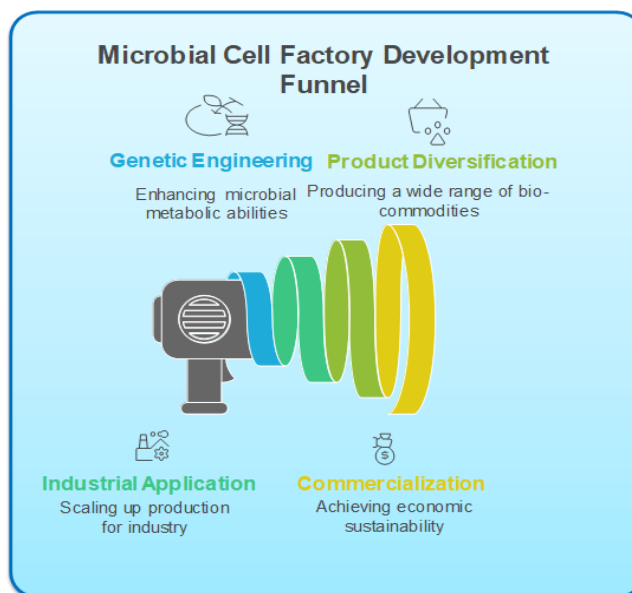 Microbial Cell Factory Development
Funnel
Genetic Engineering
Enhancing microbial
metabolic abilities
Product Diversification
Producing a wide range of bio-
commodities
$
Industrial Application
Scaling up production
for industry
Commercialization
Achieving economic
sustainability